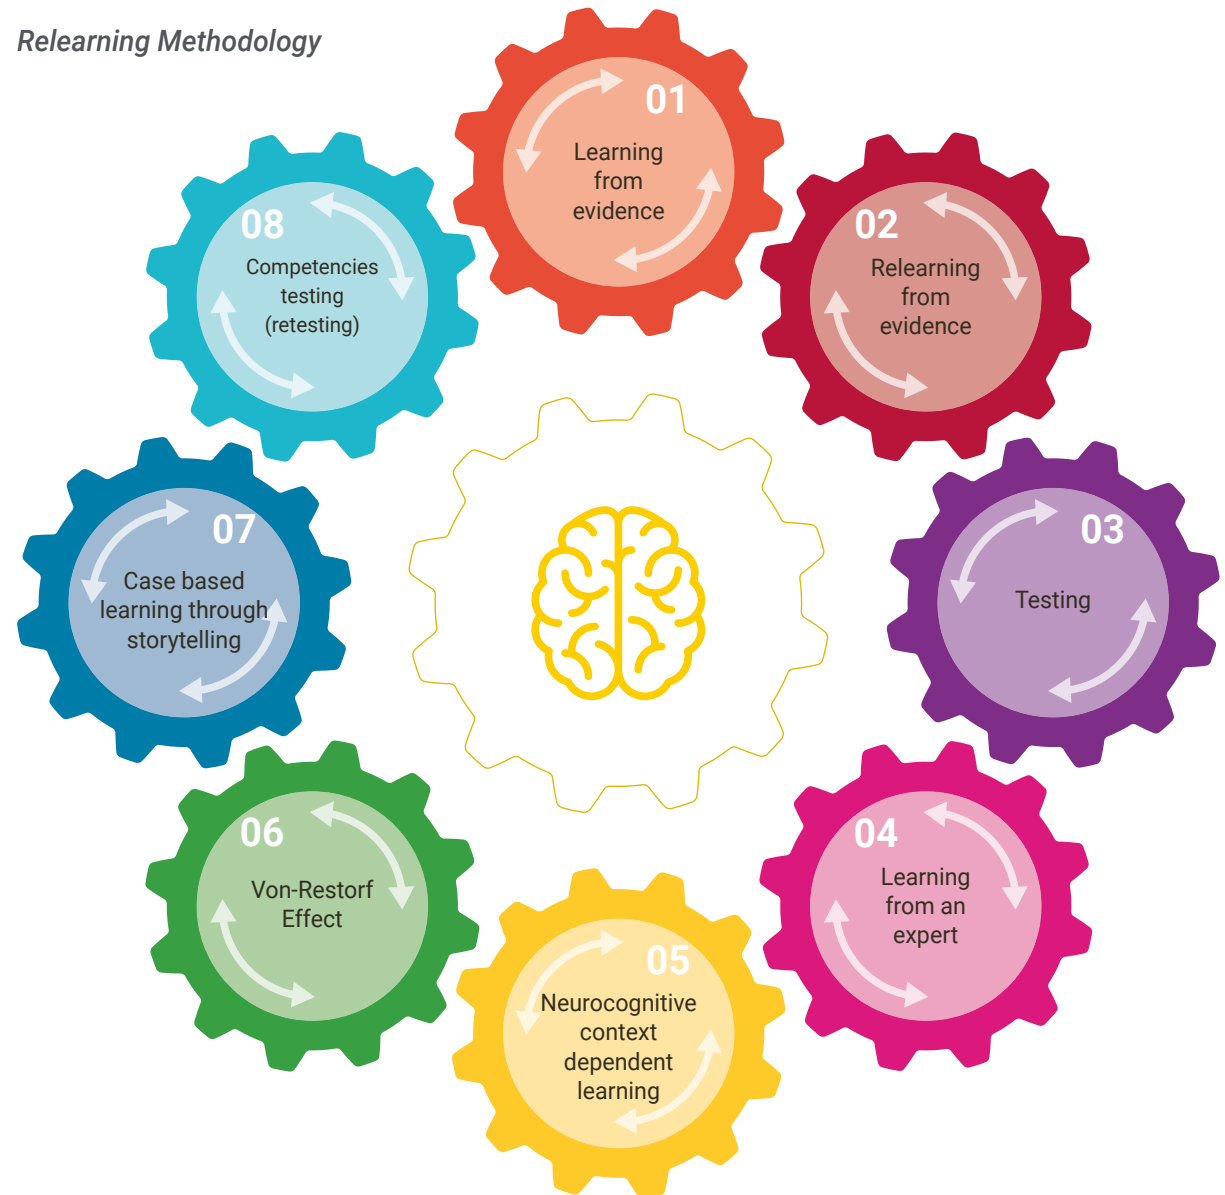 Relearning Methodology
01
Learning
from
evidence
02
Relearning
from
evidence
03
Testing
04
Learning
from an
expert
05
Neurocognitive
context
dependent
learning
06
Von-Restorf
Effect
07
Case based
learning through
storytelling
08
Competencies
testing
(retesting)